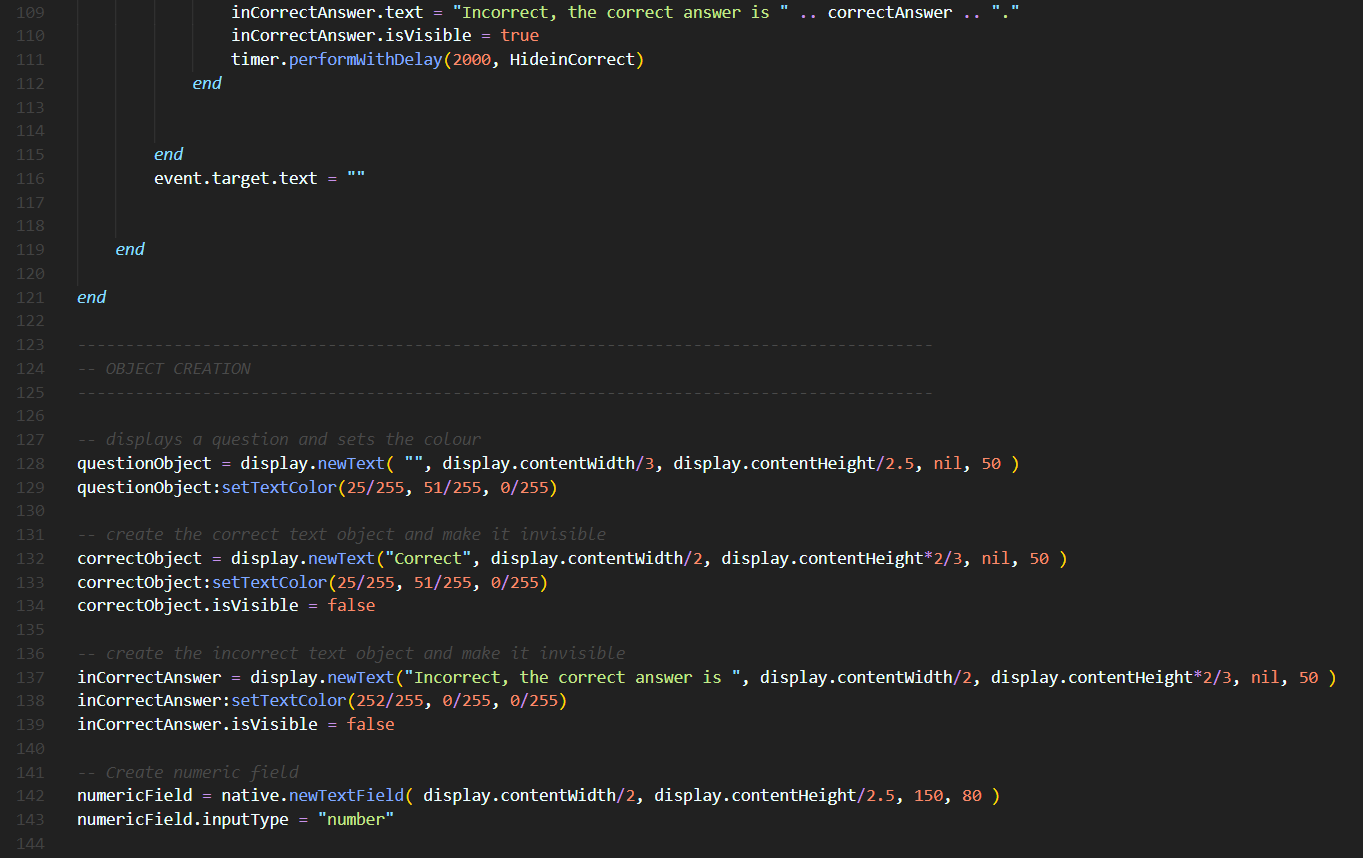 109 inCorrectAnswer.text = "Incorrect, the correct answer is " .. correctAnswer .. "."
110 inCorrectAnswer.isVisible = true
111 timer.performWithDelay(2000, HideinCorrect)
112 end
113
114
115 end
116 event.target.text = ""
117
118
119 end
120
121 end
122
123 -----------------------------------------------------------------------------------------
124 -- OBJECT CREATION
125 -----------------------------------------------------------------------------------------
126
127 -- displays a question and sets the colour
128 questionObject = display.newText( "", display.contentWidth/3, display.contentHeight/2.5, nil, 50 )
129 questionObject:setTextColor(25/255, 51/255, 0/255)
130
131 -- create the correct text object and make it invisible
132 correctObject = display.newText("Correct", display.contentWidth/2, display.contentHeight*2/3, nil, 50 )
133 correctObject:setTextColor(25/255, 51/255, 0/255)
134 correctObject.isVisible = false
135
136 -- create the incorrect text object and make it invisible
137 inCorrectAnswer = display.newText("Incorrect, the correct answer is ", display.contentWidth/2, display.contentHeight*2/3, nil, 50 )
138 inCorrectAnswer:setTextColor(252/255, 0/255, 0/255)
139 inCorrectAnswer.isVisible = false
140
141 -- Create numeric field
142 numericField = native.newTextField( display.contentWidth/2, display.contentHeight/2.5, 150, 80 )
143 numericField.inputType = "number"
144